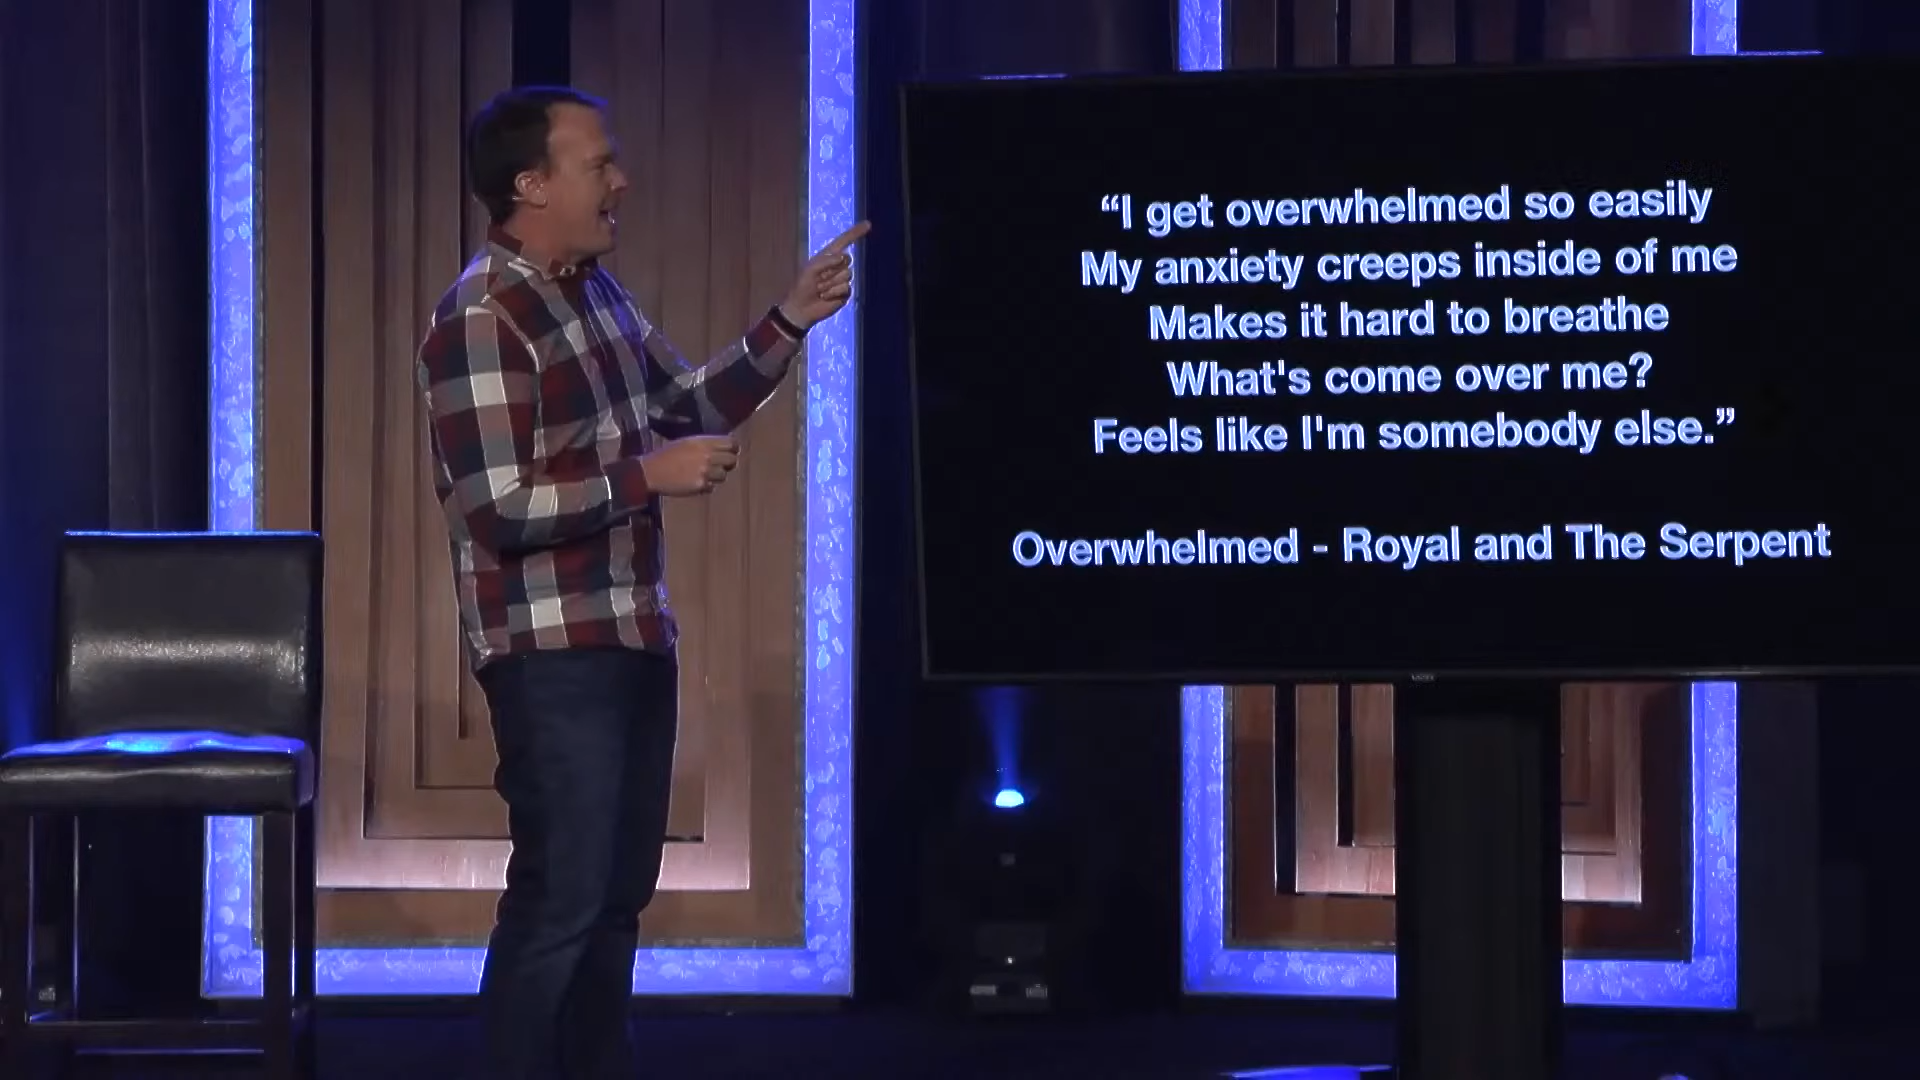 “I get overwhelmed so easily
My anxiety creeps inside of me
Makes it hard to breathe
What's come over me?
Feels like I'm somebody else.”
Overwhelmed - Royal and The Serpent